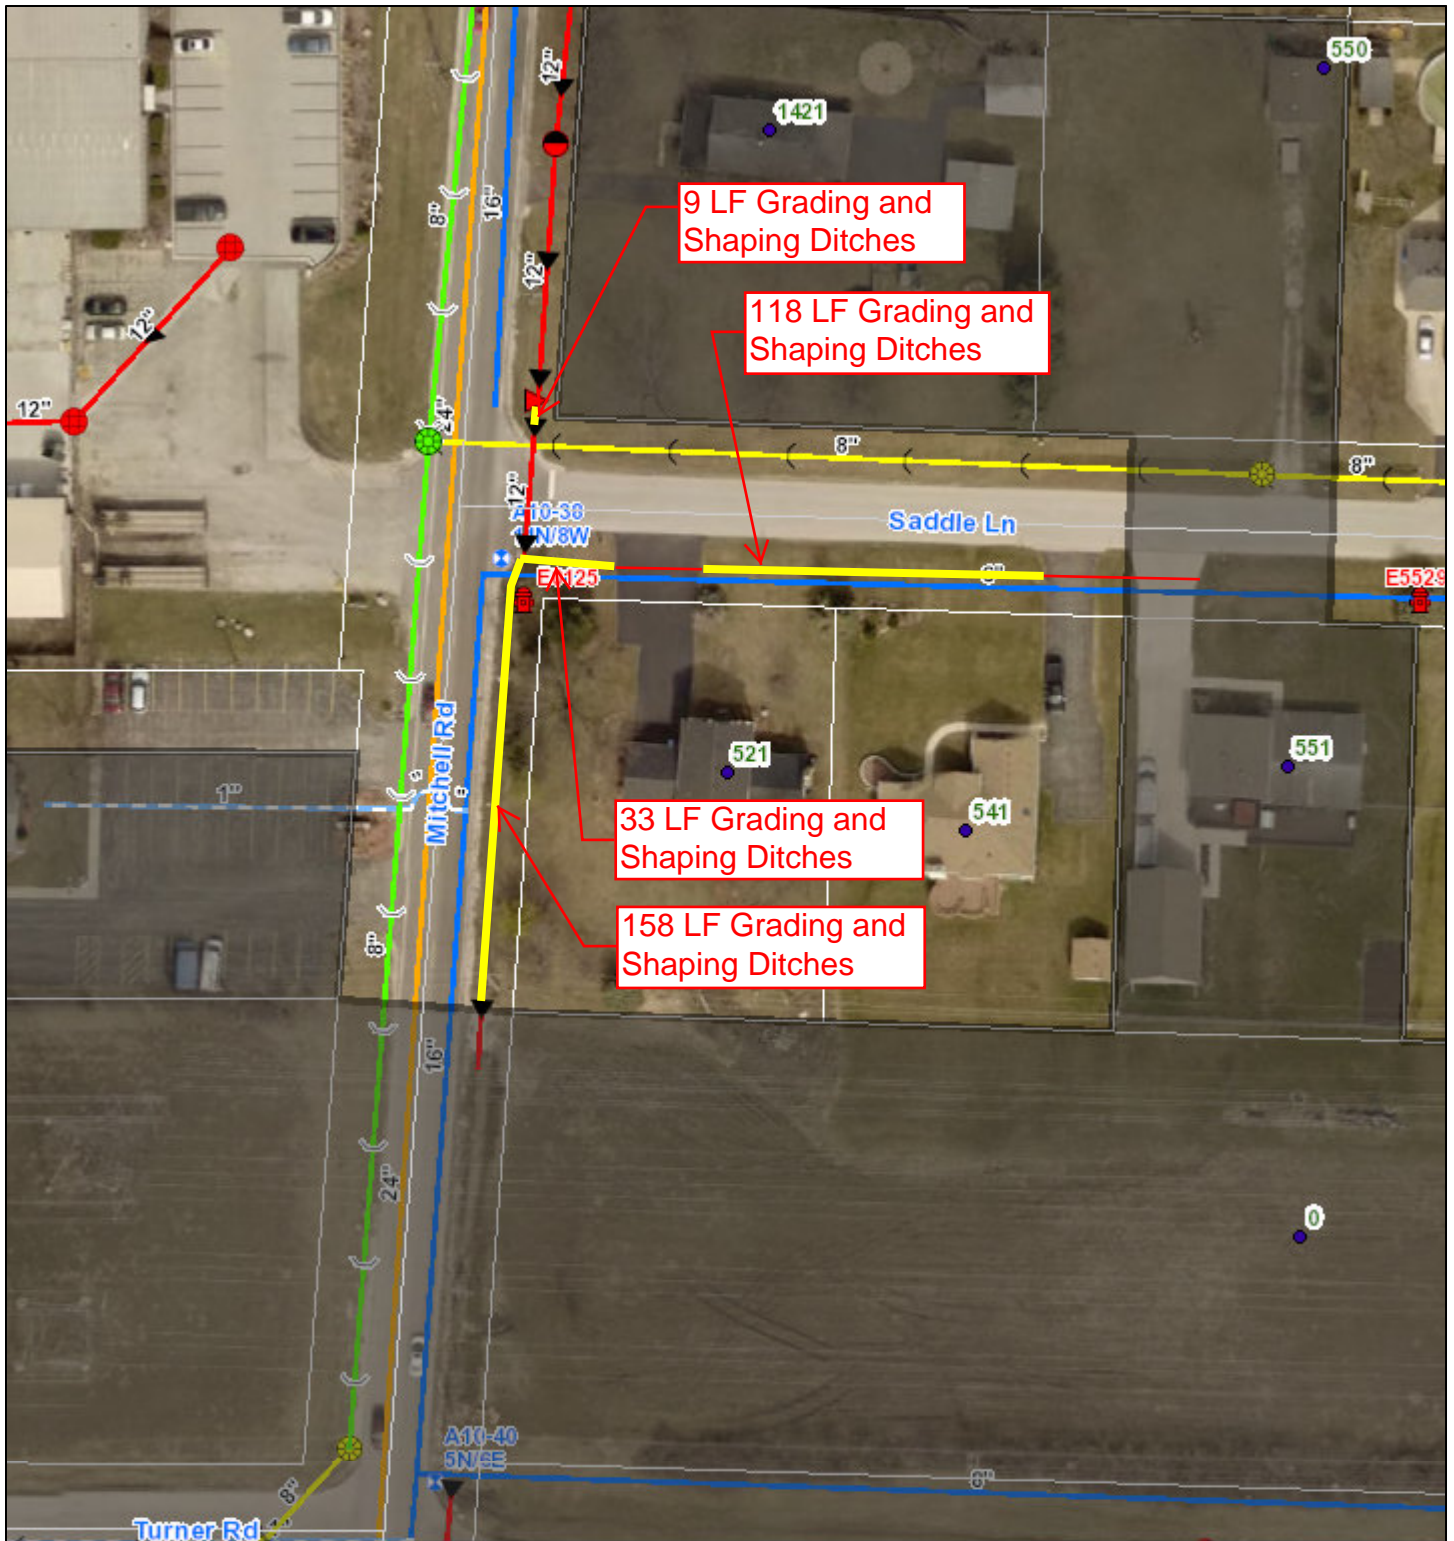 550
1421
12"
8"
16"
9 LF Grading and
Shaping Ditches
12"
118 LF Grading and
Shaping Ditches
12"
12"
24"
8"
8"
12"
A10-38
Saddle Ln
E5529
Mitchell Rd
1"
521
551
541
33 LF Grading and
Shaping Ditches
8"
158 LF Grading and
Shaping Ditches
16"
24"
0
A10-40
5N/6E
8"
Turner Rd